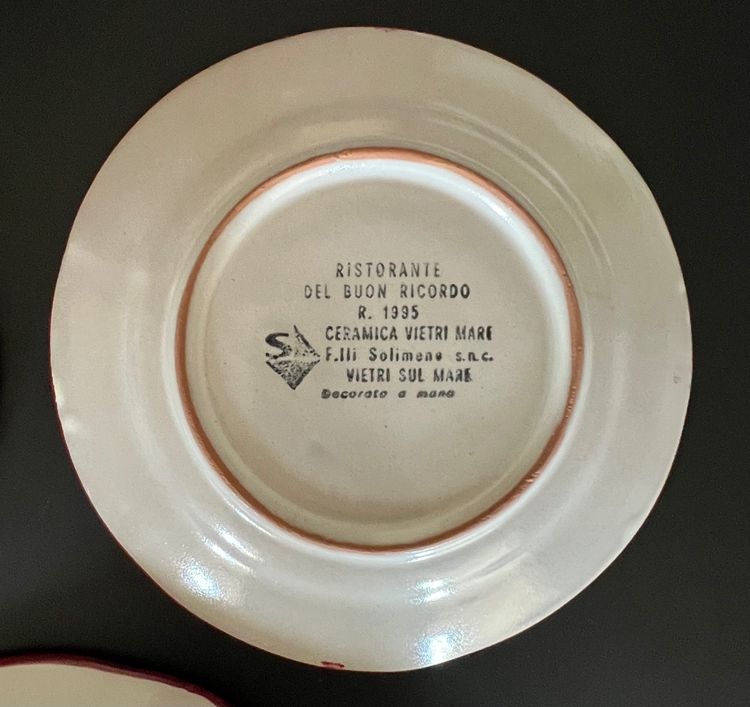 RISTORANTE
DEL BUON RICORDO
R. 1995
CERAMICA VIETRI MARE
F.lli Solimene s.n.c.
VIETRI SUL MARE
Decorato a mano